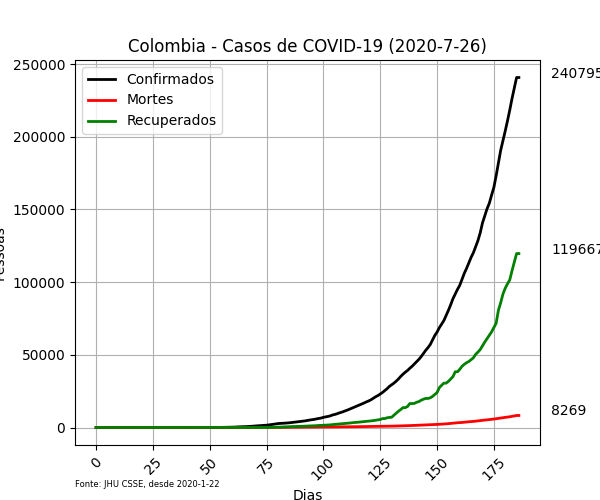 Colombia - Casos de COVID-19 (2020-7-26)
250000
200000
150000
100000
50000
0
Confirmados
Mortes
Recuperados
240795
119667
8269
0
25
50
75
100
125
150
175
Fonte: JHU CSSE, desde 2020-1-22
Dias